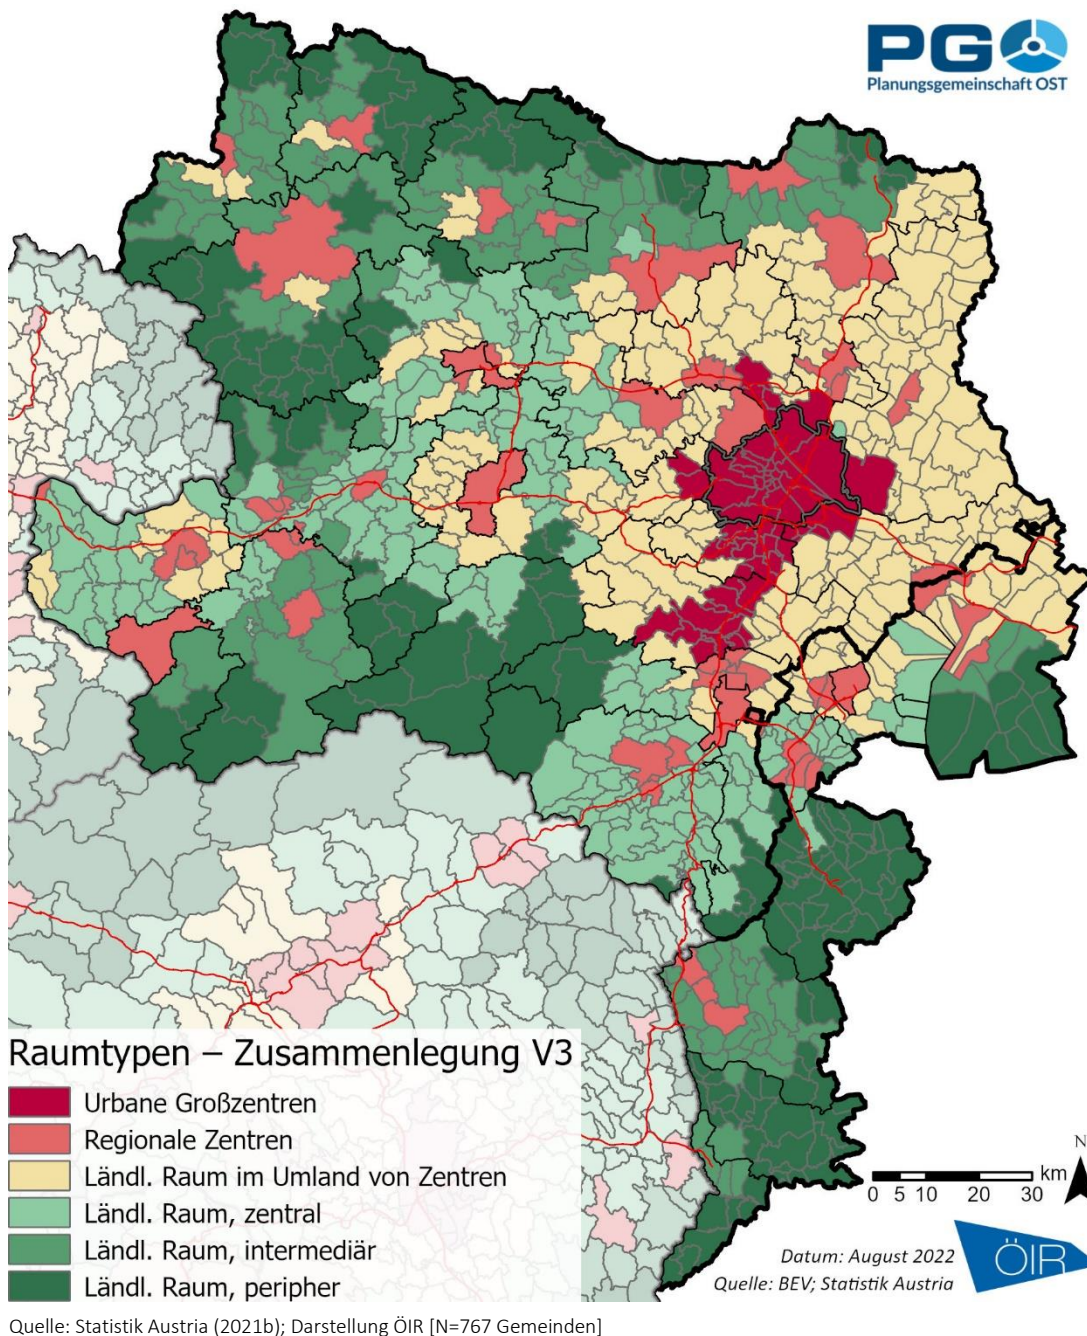 PGO
Planungsgemeinschaft OST
Raumtypen – Zusammenlegung V3
Urbane Großzentren
Regionale Zentren
Ländl. Raum im Umland von Zentren
Ländl. Raum, zentral
Ländl. Raum, intermediär
Ländl. Raum, peripher
N
km
0 5 10 20 30
Datum: August 2022
Quelle: BEV; Statistik Austria
ÖIR
Quelle: Statistik Austria (2021b); Darstellung ÖIR [N=767 Gemeinden]